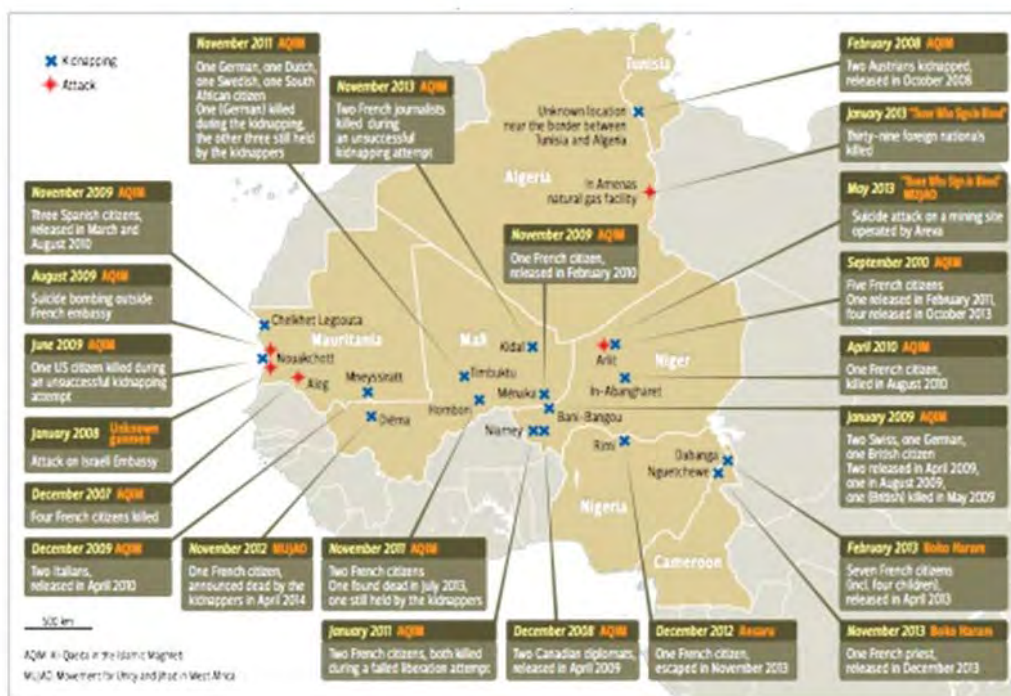 Kidnapping
Attack
November 2011 AQIM
One German, one Dutch,
one Swedish, one South
African citizen
One (German) killed
during the kidnapping,
the other three still held
by the kidnappers
November 2013 AQIM
Two French journalists
killed during
an unsuccessful
kidnapping attempt
February 2008 AQIM
Two Austrians kidnapped,
released in October 2008
January 2013 "Those Who Sign in Blood"
Thirty-nine foreign nationals
killed
May 2013 "Those Who Sign in Blood"
MUJAO
Suicide attack on a mining site
operated by Areva
September 2010 AQIM
Five French citizens
One released in February 2011,
four released in October 2013
April 2010 AQIM
One French citizen,
killed in August 2010
January 2009 AQIM
Two Swiss, one German,
one British citizen
Two released in April 2009,
one in August 2009,
one (British) killed in May 2009
February 2013 Boko Haram
Seven French citizens
(incl. four children),
released in April 2013
November 2013 Boko Haram
One French priest,
released in December 2013
November 2009 AQIM
Three Spanish citizens,
released in March and
August 2010
August 2009 AQIM
Suicide bombing outside
French embassy
June 2009 AQIM
One US citizen killed during
an unsuccessful kidnapping
attempt
January 2008 Unknown
gunmen
Attack on Israeli Embassy
December 2007 AQIM
Four French citizens killed
December 2009 AQIM
Two Italians,
released in April 2010
November 2012 MUJAO
One French citizen,
announced dead by the
kidnappers in April 2014
November 2011 AQIM
Two French citizens
One found dead in July 2013,
one still held by the kidnappers
January 2011 AQIM
Two French citizens, both killed
during a failed liberation attempt
December 2008 AQIM
Two Canadian diplomats,
released in April 2009
December 2012 Ansaru
One French citizen,
escaped in November 2013
November 2009 AQIM
One French citizen,
released in February 2010
Tunisia
Unknown location
near the border between
Tunisia and Algeria
Algeria
In Amenas
natural gas facility
Cheikhet Legtouta
Mauritania
Nouakchott
Aleg
Mneyssiratt
Diéma
Mali
Kidal
Timbuktu
Ménaka
Hombori
Niamey
Bani-Bangou
Arlit
Niger
In-Abangharet
Rimi
Dabanga
Nguetchewe
Nigeria
Cameroon
500 km
AQIM: Al-Qaeda in the Islamic Maghreb
MUJAO: Movement for Unity and Jihad in West Africa